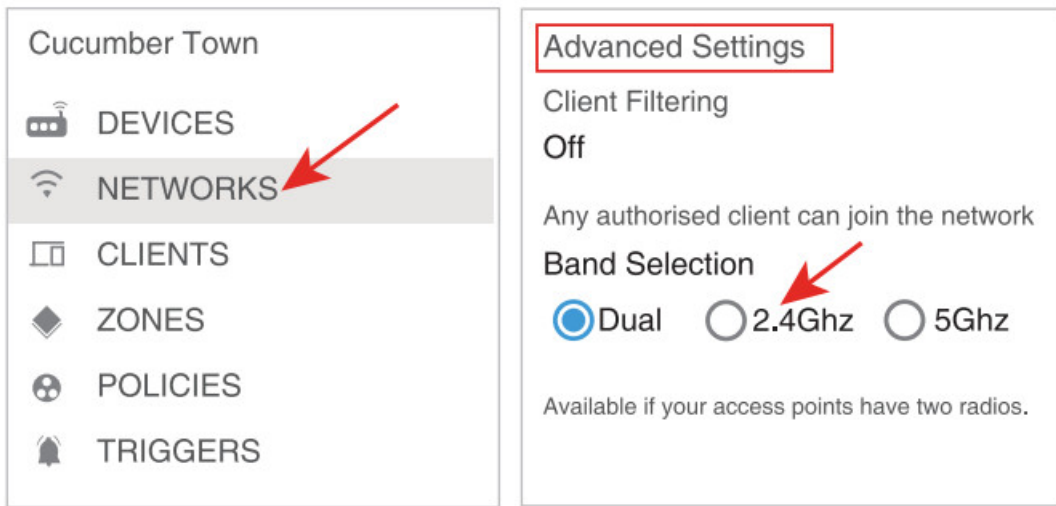 Cucumber Town
DEVICES
NETWORKS
CLIENTS
ZONES
POLICIES
TRIGGERS
Advanced Settings
Client Filtering
Off
Any authorised client can join the network
Band Selection
Dual 2.4Ghz 5Ghz
Available if your access points have two radios.